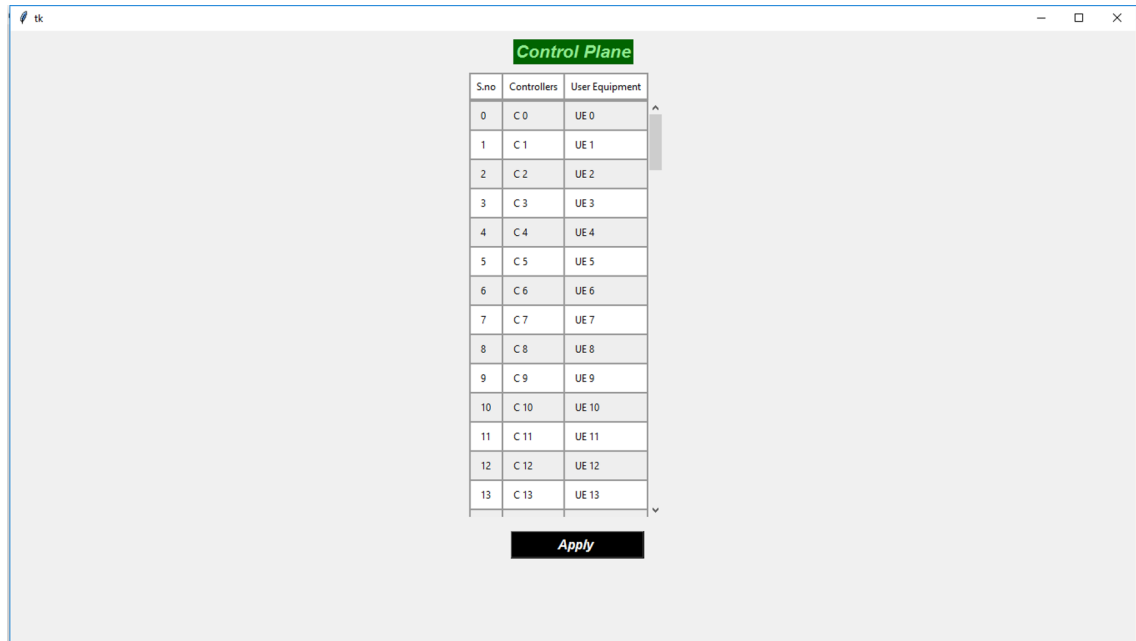 tk
Control Plane
S.no Controllers User Equipment
0 C 0 UE 0
1 C 1 UE 1
2 C 2 UE 2
3 C 3 UE 3
4 C 4 UE 4
5 C 5 UE 5
6 C 6 UE 6
7 C 7 UE 7
8 C 8 UE 8
9 C 9 UE 9
10 C 10 UE 10
11 C 11 UE 11
12 C 12 UE 12
13 C 13 UE 13
Apply